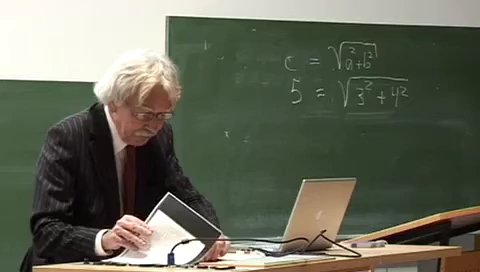 c = √a²+b²
5 = √3²+4²